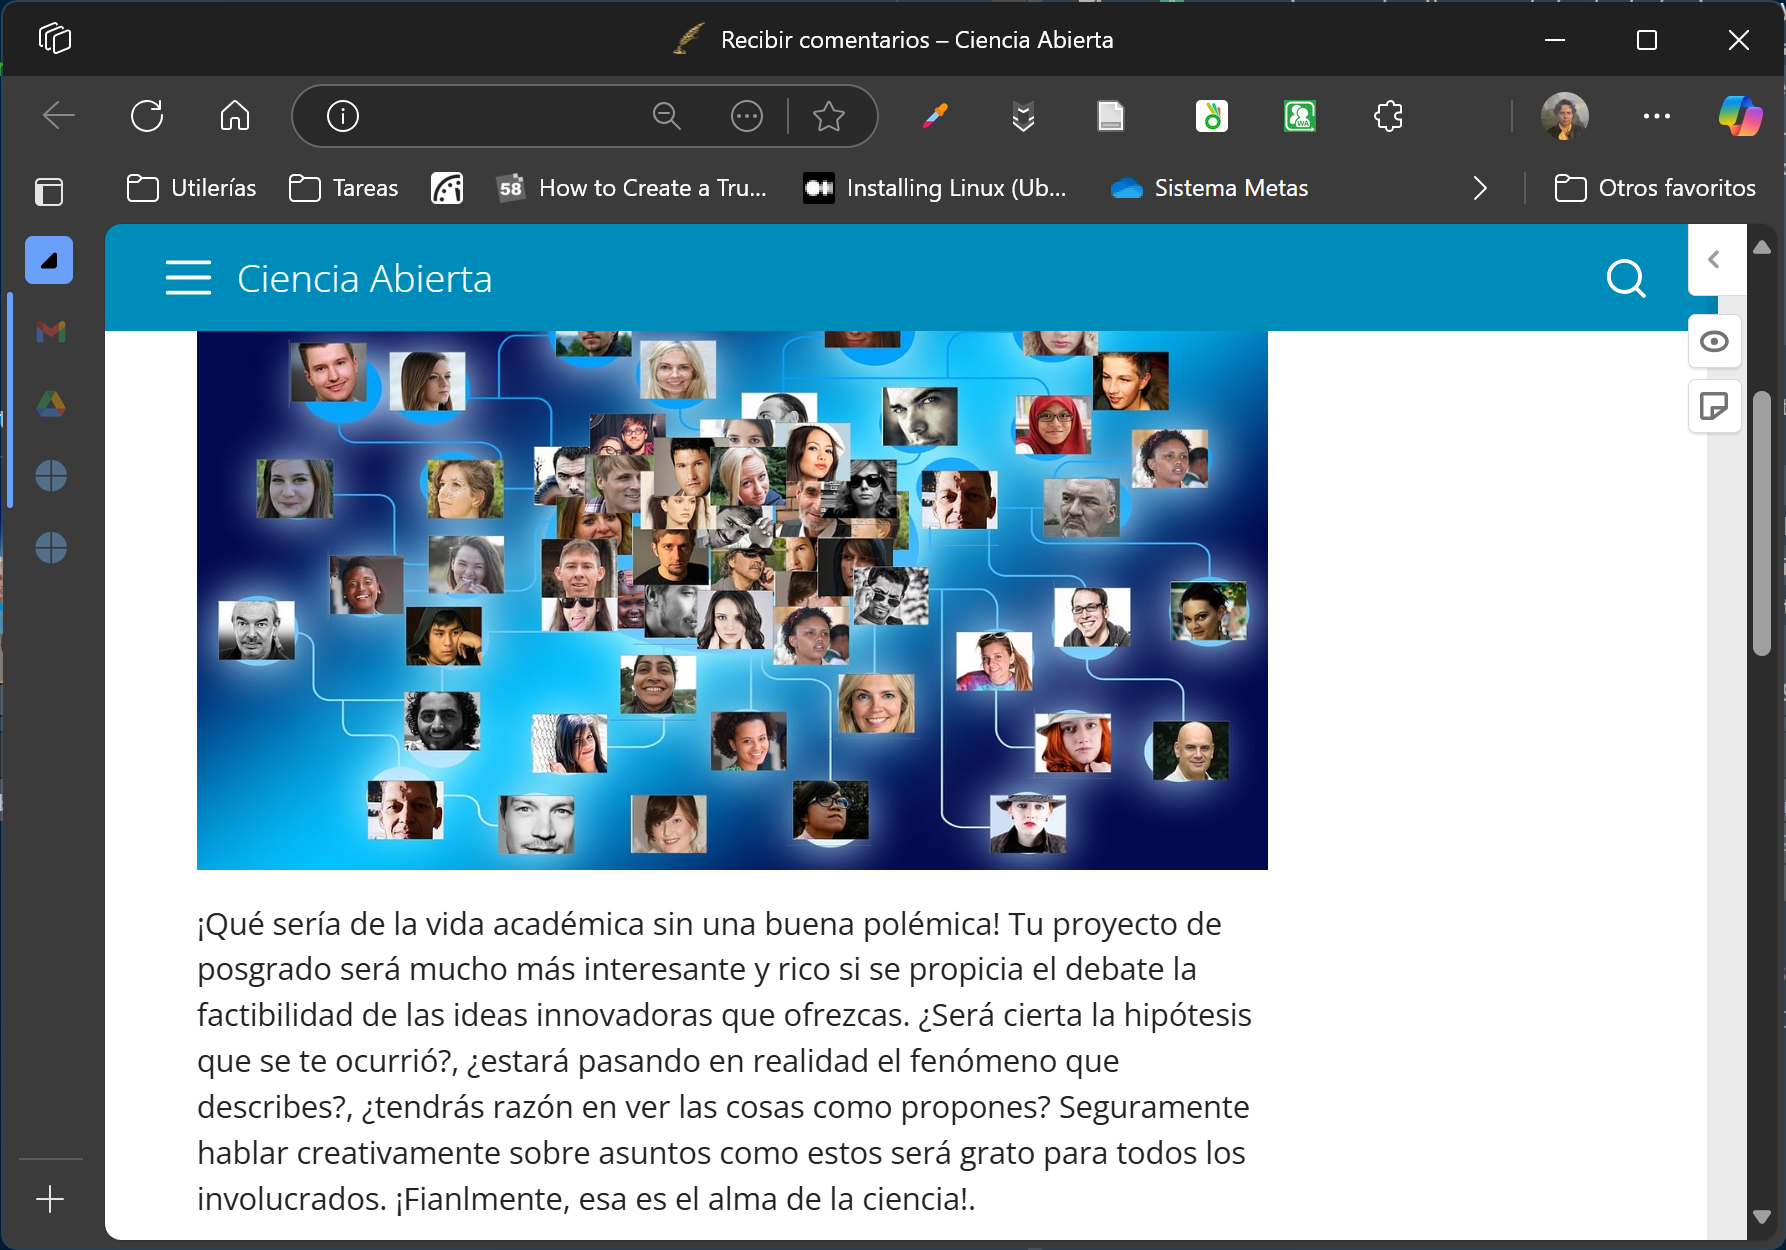 Recibir comentarios – Ciencia Abierta
Utilerías
Tareas
58
How to Create a Tru...
Installing Linux (Ub...
Sistema Metas
Otros favoritos
Ciencia Abierta
¡Qué sería de la vida académica sin una buena polémica! Tu proyecto de
posgrado será mucho más interesante y rico si se propicia el debate la
factibilidad de las ideas innovadoras que ofrezcas. ¿Será cierta la hipótesis
que se te ocurrió?, ¿estará pasando en realidad el fenómeno que
describes?, ¿tendrás razón en ver las cosas como propones? Seguramente
hablar creativamente sobre asuntos como estos será grato para todos los
involucrados. ¡Fianlmente, esa es el alma de la ciencia!.